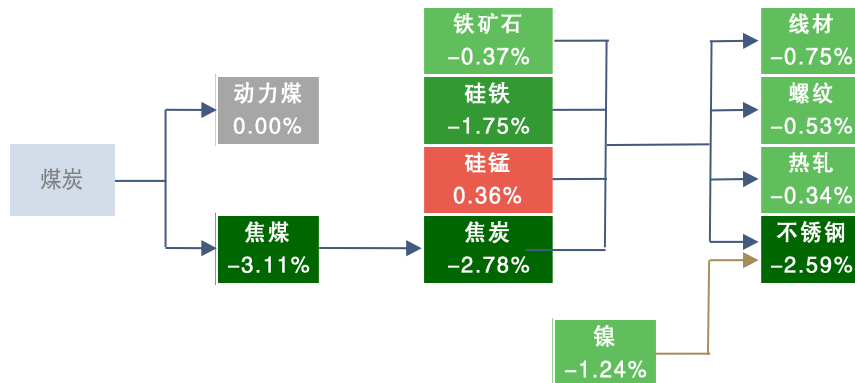 铁矿石
-0.37%
线材
-0.75%
动力煤
0.00%
硅铁
-1.75%
螺纹
-0.53%
煤炭
硅锰
0.36%
热轧
-0.34%
焦煤
-3.11%
焦炭
-2.78%
不锈钢
-2.59%
镍
-1.24%